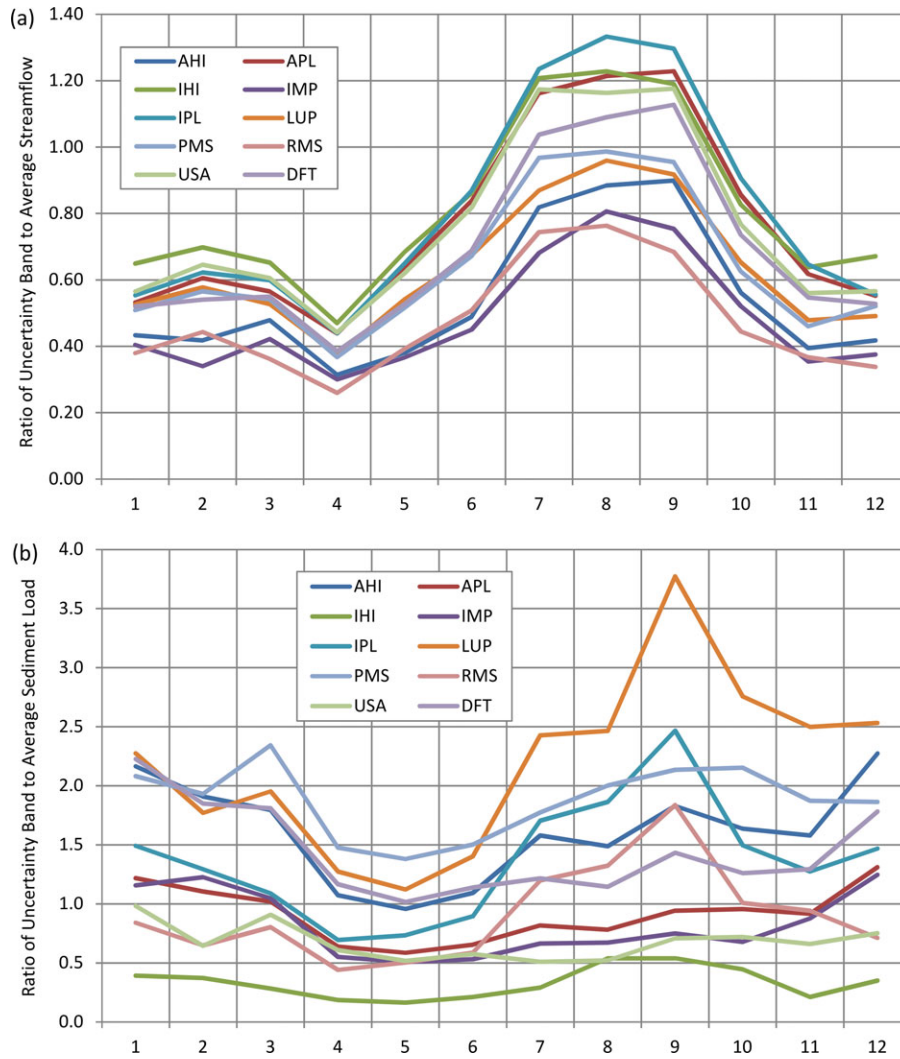 (a)
Ratio of Uncertainty Band to Average Streamflow
1.40
1.20
1.00
0.80
0.60
0.40
0.20
0.00
AHI APL
IHI IMP
IPL LUP
PMS RMS
USA DFT
1 2 3 4 5 6 7 8 9 10 11 12
(b)
Ratio of Uncertainty Band to Average Sediment Load
4.0
3.5
3.0
2.5
2.0
1.5
1.0
0.5
0.0
AHI APL
IHI IMP
IPL LUP
PMS RMS
USA DFT
1 2 3 4 5 6 7 8 9 10 11 12